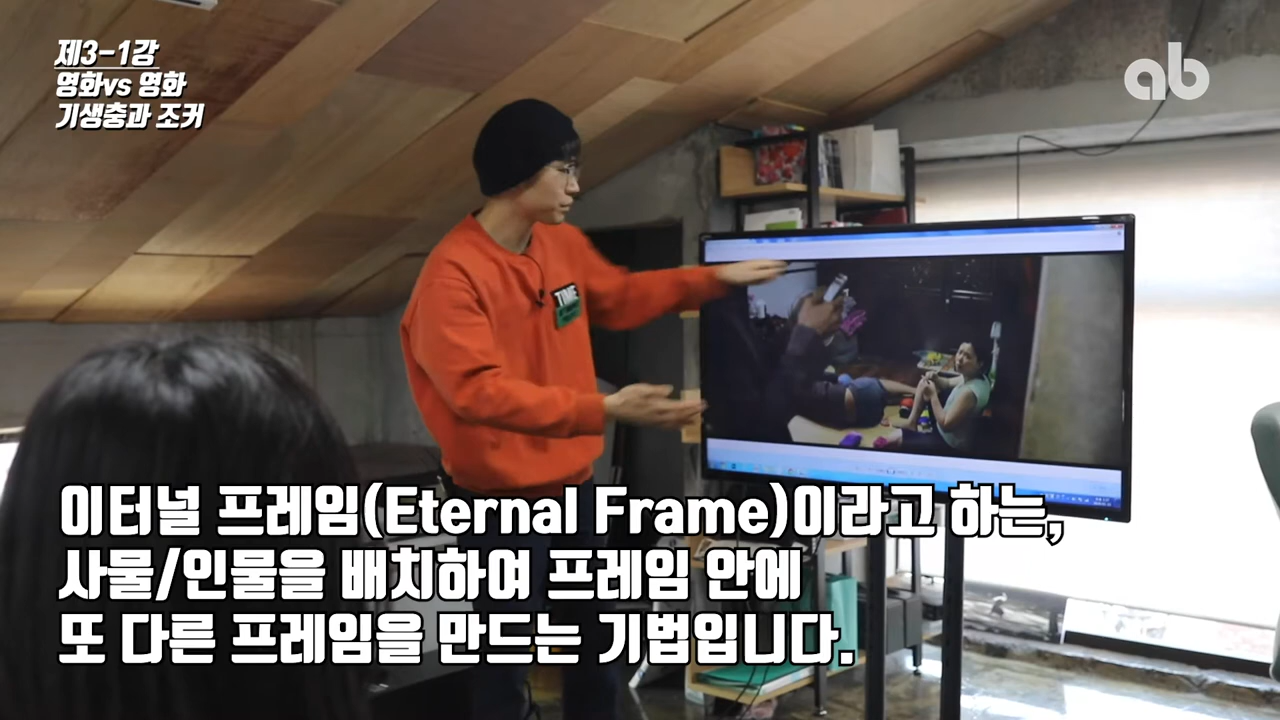 제3-1강
영화vs 영화
기생충과 조커
ab
TIME
이터널 프레임(Eternal Frame)이라고 하는,
사물/인물을 배치하여 프레임 안에
또 다른 프레임을 만드는 기법입니다.